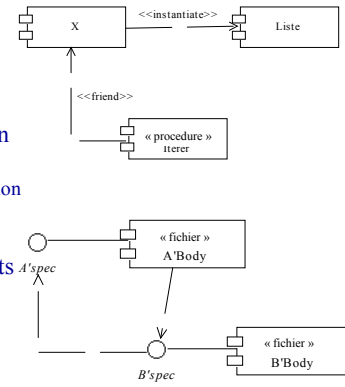 <<instantiate>>
X
Liste
<<friend>>
n
« procedure »
Iterer
on
« fichier »
A'Body
ts
A'spec
« fichier »
B'Body
B'spec